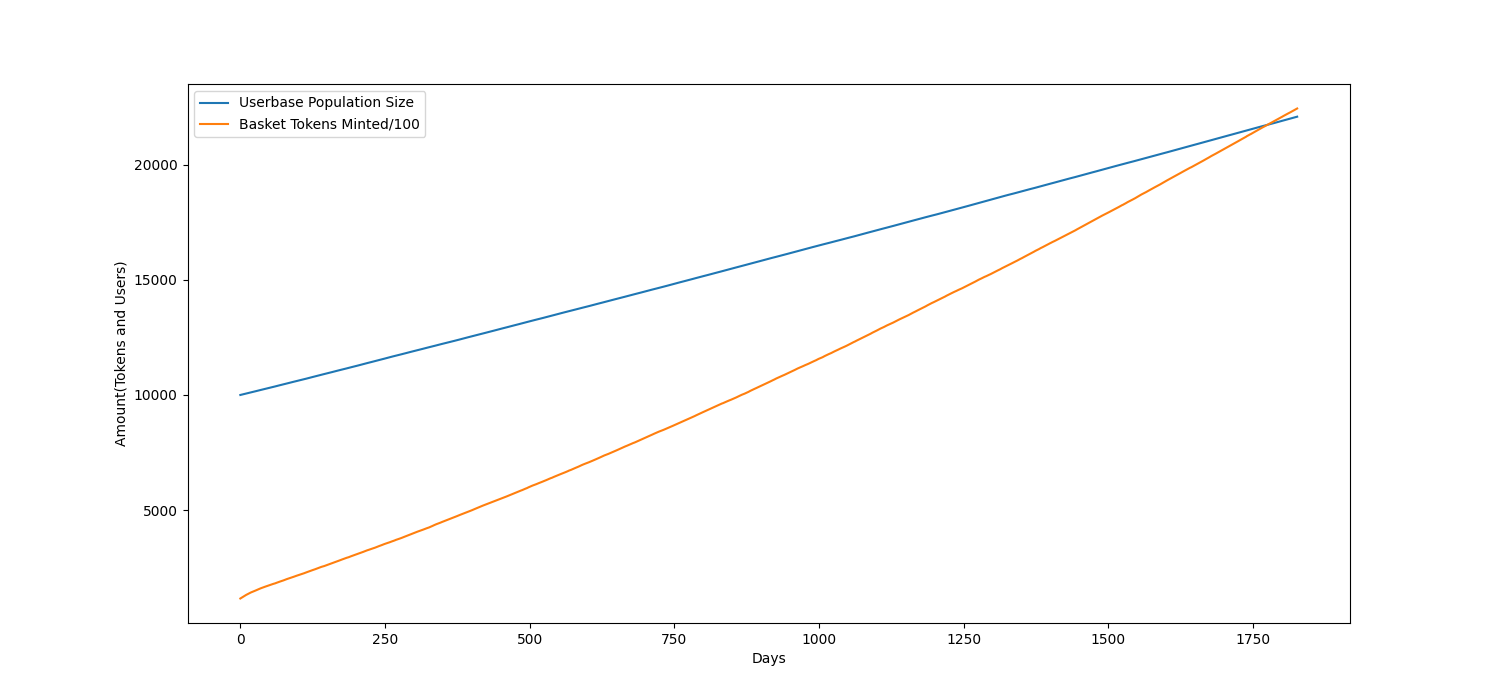 Userbase Population Size
Basket Tokens Minted/100
20000
15000
10000
5000
Amount(Tokens and Users)
0 250 500 750 1000 1250 1500 1750
Days